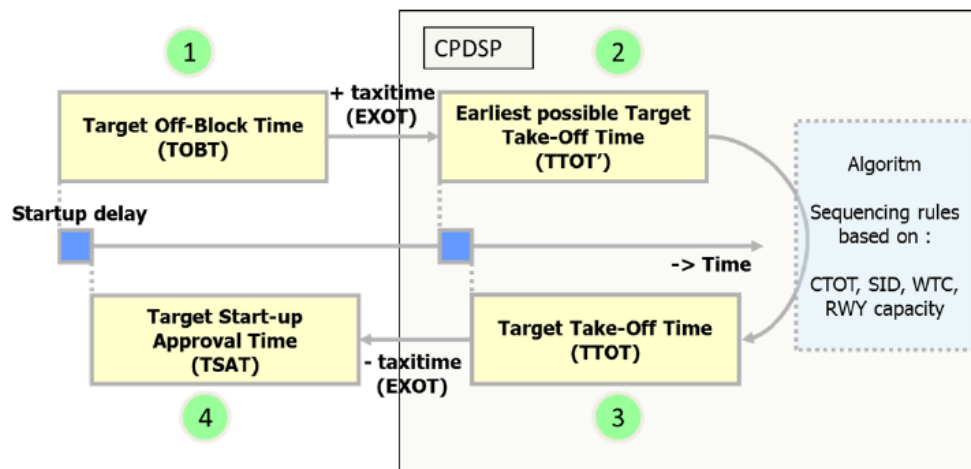 1
CPDSP
2
Target Off-Block Time
(TOBT)
+ taxitime
(EXOT)
Earliest possible Target
Take-Off Time
(TTOT')
Algoritm
Sequencing rules
based on :
CTOT, SID, WTC,
RWY capacity
Startup delay
-> Time
Target Start-up
Approval Time
(TSAT)
- taxitime
(EXOT)
Target Take-Off Time
(TTOT)
4
3